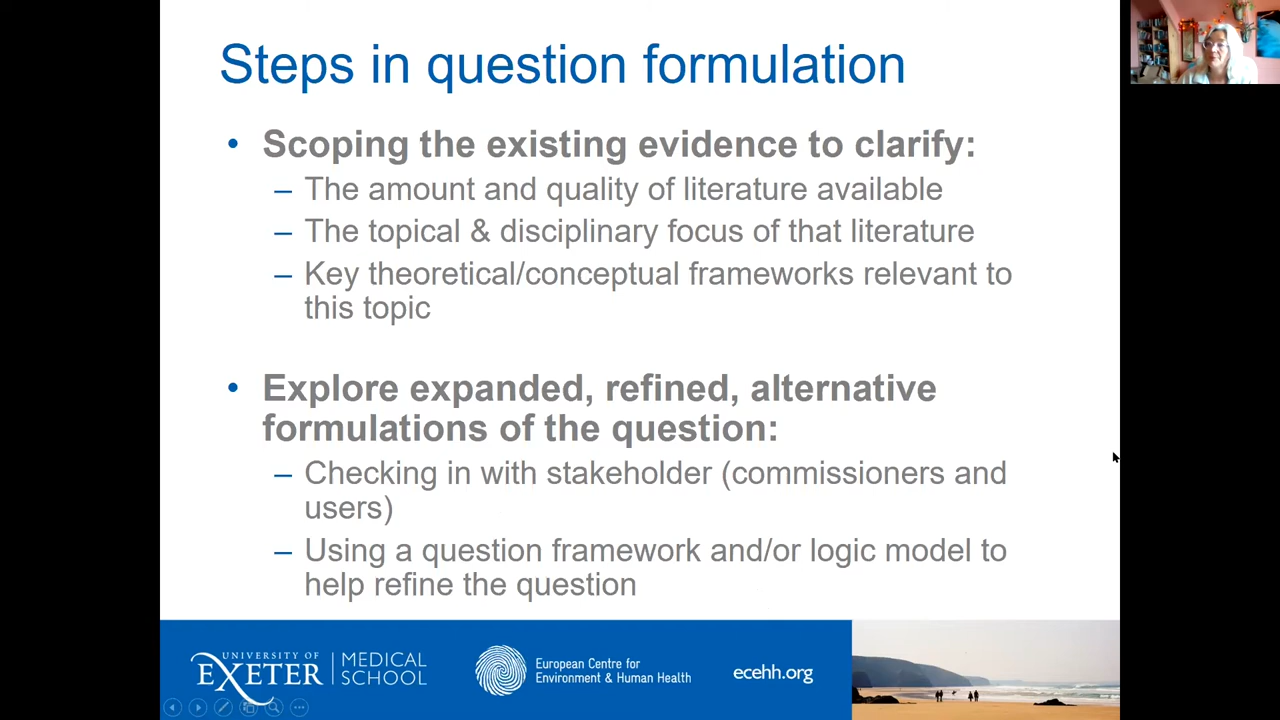 Steps in question formulation
• Scoping the existing evidence to clarify:
– The amount and quality of literature available
– The topical & disciplinary focus of that literature
– Key theoretical/conceptual frameworks relevant to
this topic
• Explore expanded, refined, alternative
formulations of the question:
– Checking in with stakeholder (commissioners and
users)
– Using a question framework and/or logic model to
help refine the question
UNIVERSITY OF
EXETER
MEDICAL
SCHOOL
European Centre for
Environment & Human Health
ecehh.org